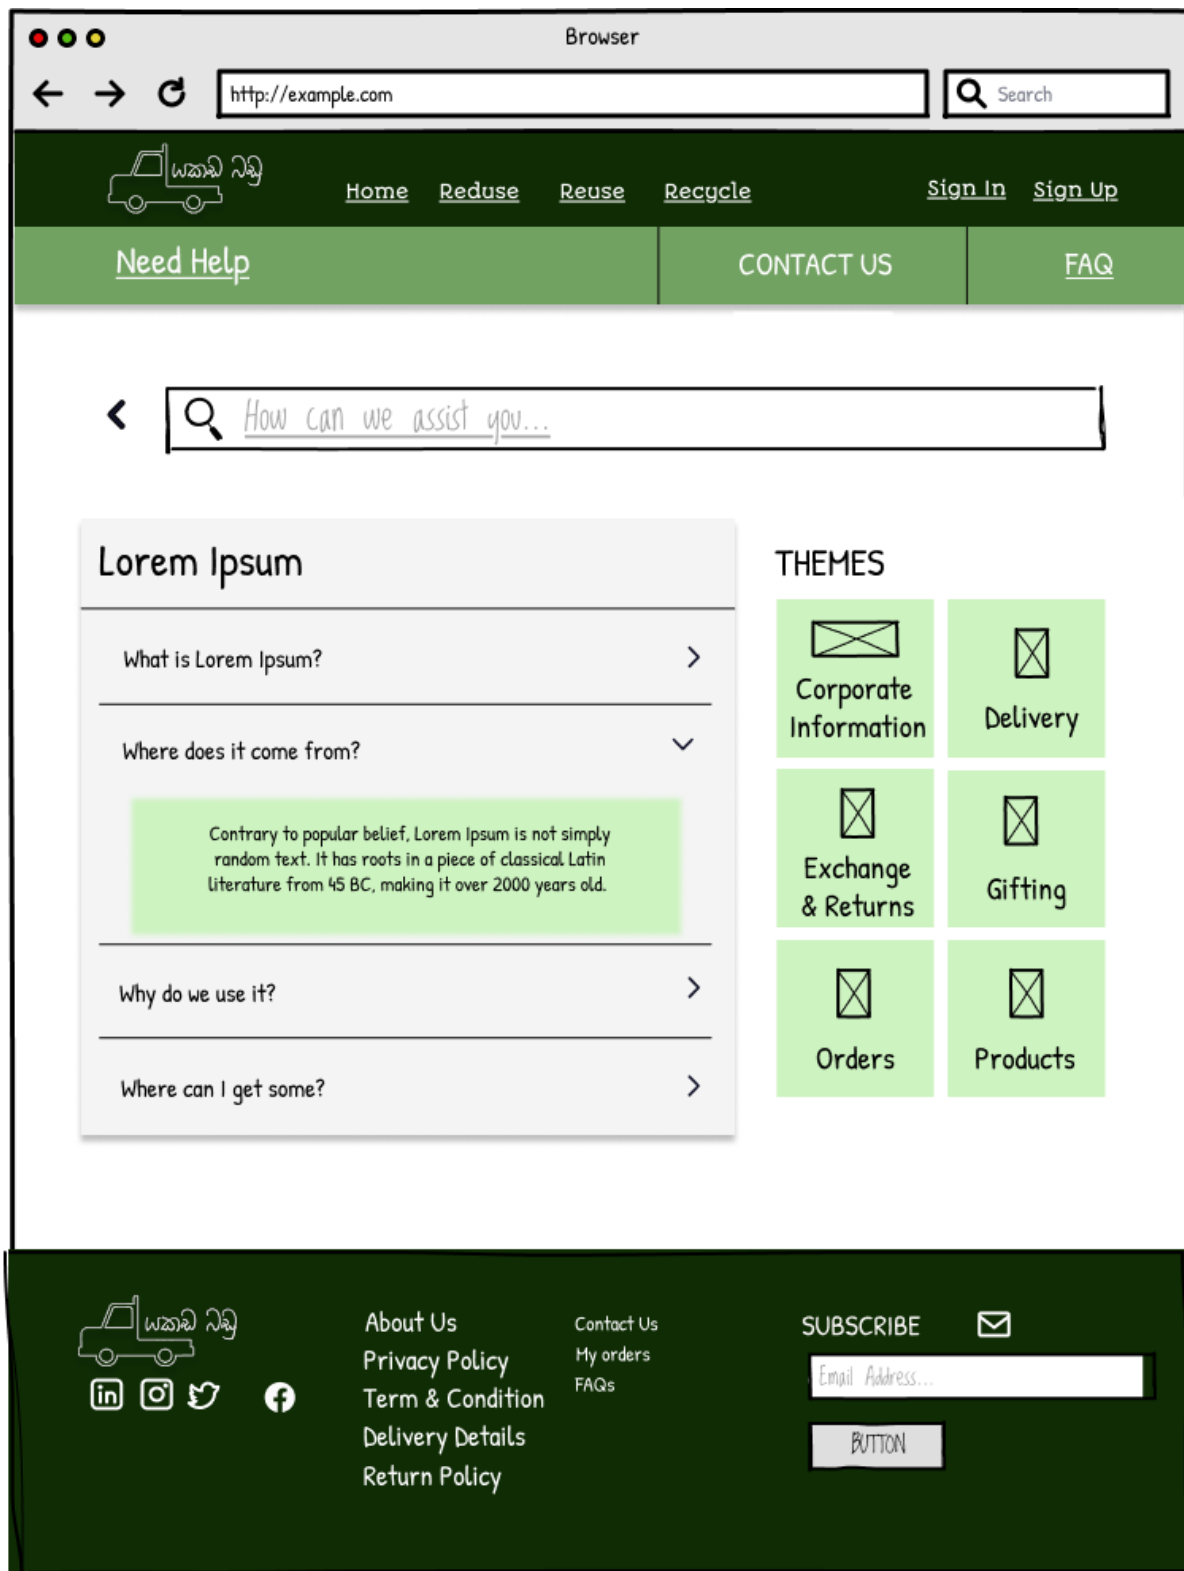 Browser
http://example.com
Search
යකඩ බඩු
Home Reduse Reuse Recycle
Sign In Sign Up
Need Help
CONTACT US
FAQ
How can we assist you...
Lorem Ipsum
What is Lorem Ipsum?
Where does it come from?
Contrary to popular belief, Lorem Ipsum is not simply
random text. It has roots in a piece of classical Latin
literature from 45 BC, making it over 2000 years old.
Why do we use it?
Where can I get some?
THEMES
Corporate
Information
Delivery
Exchange
& Returns
Gifting
Orders
Products
යකඩ බඩු
in
About Us
Privacy Policy
Term & Condition
Delivery Details
Return Policy
Contact Us
My orders
FAQs
SUBSCRIBE
Email Address...
BUTTON